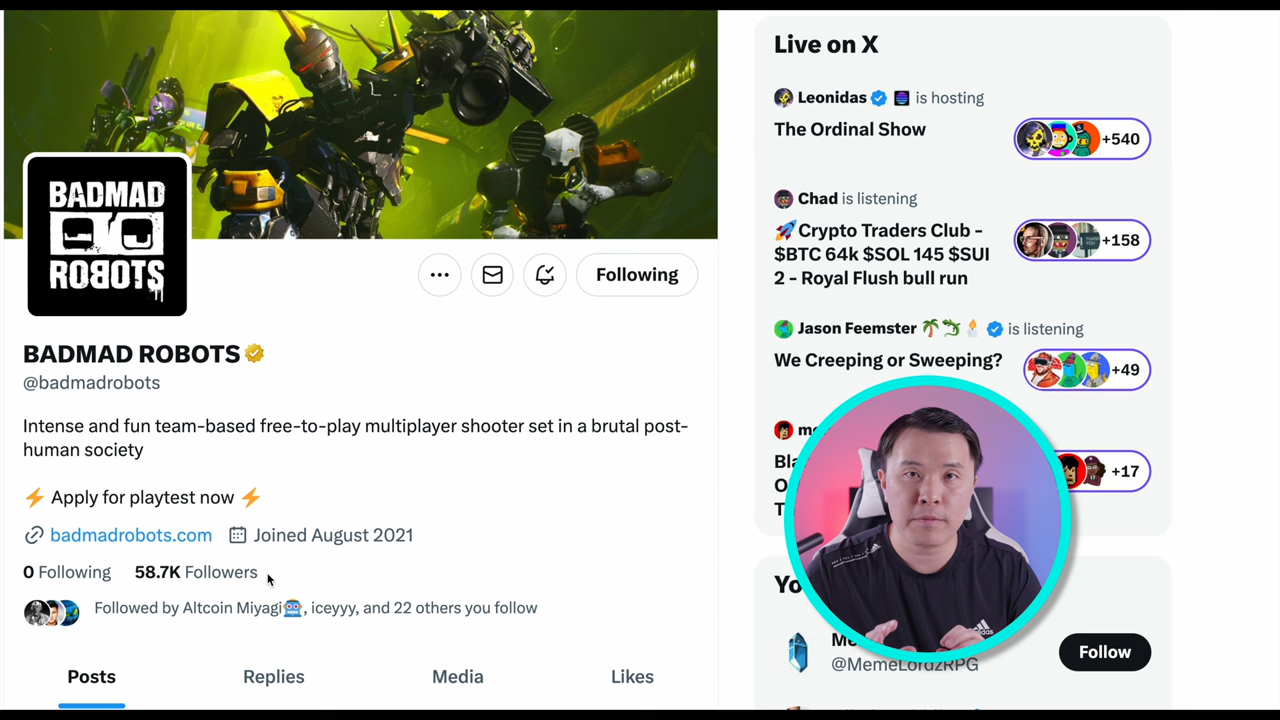 BADMAD
ROBOTS
Following
BADMAD ROBOTS
@badmadrobots
Intense and fun team-based free-to-play multiplayer shooter set in a brutal post-
human society
⚡ Apply for playtest now ⚡
badmadrobots.com Joined August 2021
0 Following 58.7K Followers
Followed by Altcoin Miyagi🤖, iceyyy, and 22 others you follow
Posts Replies Media Likes
Live on X
Leonidas is hosting
The Ordinal Show
+540
Chad is listening
🚀Crypto Traders Club -
$BTC 64k $SOL 145 $SUI
2 - Royal Flush bull run
+158
Jason Feemster 🌴🦎🕯️ is listening
We Creeping or Sweeping?
+49
+17
adidas
@MemeLordzRPG
Follow